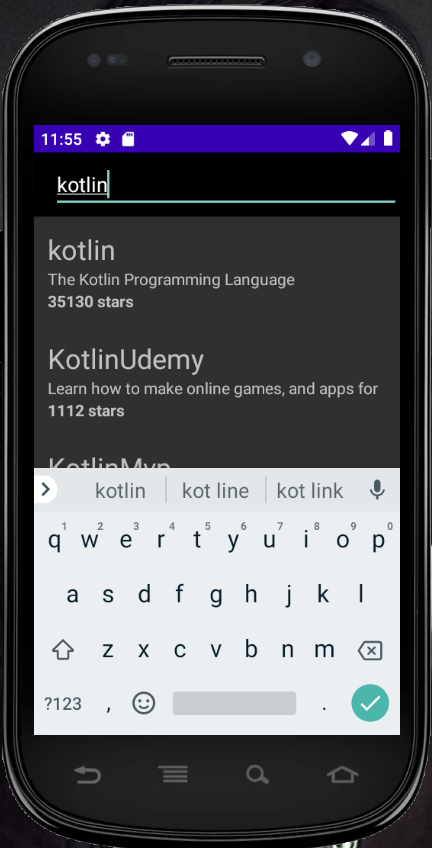 11:55
kotlin
kotlin
The Kotlin Programming Language
35130 stars
KotlinUdemy
Learn how to make online games, and apps for
1112 stars
KotlinMvp
kotlin kot line kot link
1 2 3 4 5 6 7 8 9 0
q w e r t y u i o p
a s d f g h j k l
z x c v b n m
?123 , .